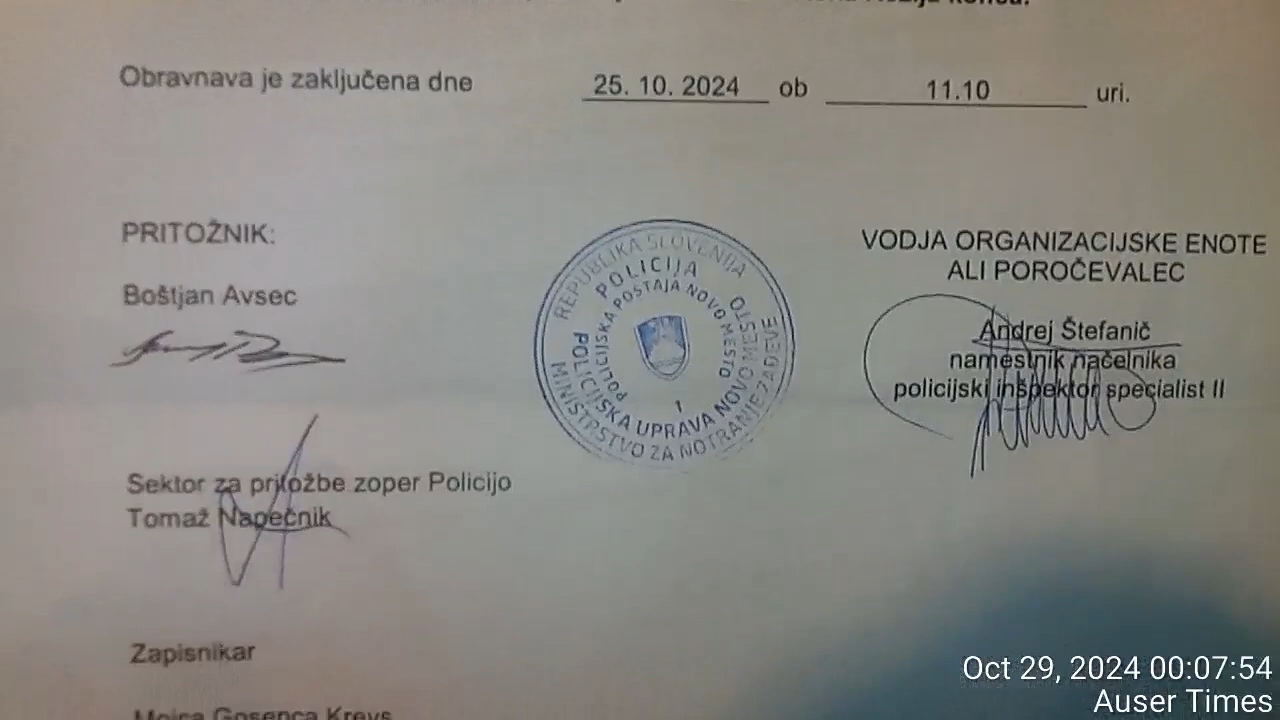 Obravnava je zaključena dne 25. 10. 2024 ob 11.10 uri.
PRITOŽNIK:
Boštjan Avsec
REPUBLIKA SLOVENIJA
MINISTRSTVO ZA NOTRANJE ZADEVE
POLICIJA
POLICIJSKA UPRAVA NOVO MESTO
POLICIJSKA POSTAJA NOVO MESTO
1
VODJA ORGANIZACIJSKE ENOTE
ALI POROČEVALEC
Andrej Štefanič
namestnik načelnika
policijski inšpektor specialist II
Sektor za pritožbe zoper Policijo
Tomaž Napečnik
Zapisnikar
Mojca Gosenca Krevs
Oct 29, 2024 00:07:54
Auser Times